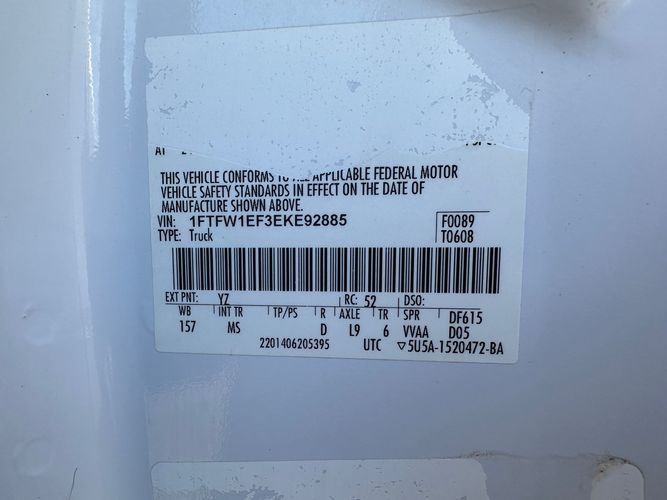 THIS VEHICLE CONFORMS TO ALL APPLICABLE FEDERAL MOTOR
VEHICLE SAFETY STANDARDS IN EFFECT ON THE DATE OF
MANUFACTURE SHOWN ABOVE.
VIN: 1FTFW1EF3EKE92885 F0089
TYPE: Truck T0608
EXT PNT: YZ RC: 52 DSO:
WB INT TR TP/PS R AXLE TR SPR DF615
157 MS D L9 6 VVAA D05
2201406205395 UTC ▽5U5A-1520472-BA